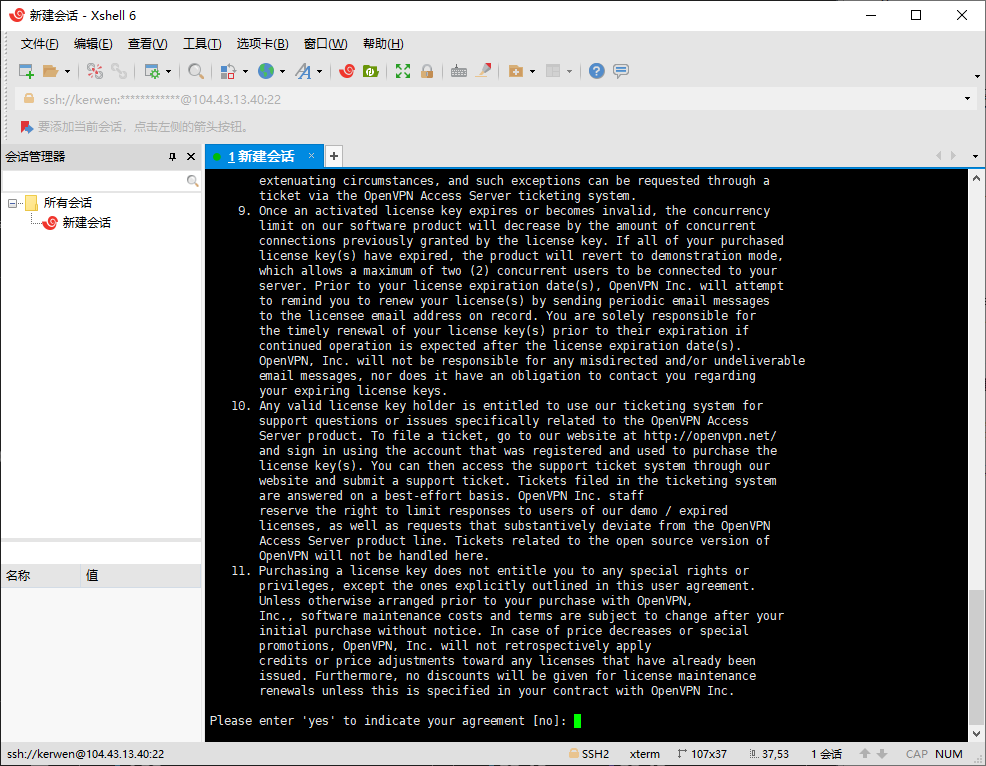 新建会话 - Xshell 6
文件(F) 编辑(E) 查看(V) 工具(T) 选项卡(B) 窗口(W) 帮助(H)
ssh://kerwen:************@104.43.13.40:22
要添加当前会话，点击左侧的箭头按钮。
会话管理器
1 新建会话
所有会话
新建会话
名称 值
extenuating circumstances, and such exceptions can be requested through a
ticket via the OpenVPN Access Server ticketing system.
9. Once an activated license key expires or becomes invalid, the concurrency
limit on our software product will decrease by the amount of concurrent
connections previously granted by the license key. If all of your purchased
license key(s) have expired, the product will revert to demonstration mode,
which allows a maximum of two (2) concurrent users to be connected to your
server. Prior to your license expiration date(s), OpenVPN Inc. will attempt
to remind you to renew your license(s) by sending periodic email messages
to the licensee email address on record. You are solely responsible for
the timely renewal of your license key(s) prior to their expiration if
continued operation is expected after the license expiration date(s).
OpenVPN, Inc. will not be responsible for any misdirected and/or undeliverable
email messages, nor does it have an obligation to contact you regarding
your expiring license keys.
10. Any valid license key holder is entitled to use our ticketing system for
support questions or issues specifically related to the OpenVPN Access
Server product. To file a ticket, go to our website at http://openvpn.net/
and sign in using the account that was registered and used to purchase the
license key(s). You can then access the support ticket system through our
website and submit a support ticket. Tickets filed in the ticketing system
are answered on a best-effort basis. OpenVPN Inc. staff
reserve the right to limit responses to users of our demo / expired
licenses, as well as requests that substantively deviate from the OpenVPN
Access Server product line. Tickets related to the open source version of
OpenVPN will not be handled here.
11. Purchasing a license key does not entitle you to any special rights or
privileges, except the ones explicitly outlined in this user agreement.
Unless otherwise arranged prior to your purchase with OpenVPN,
Inc., software maintenance costs and terms are subject to change after your
initial purchase without notice. In case of price decreases or special
promotions, OpenVPN, Inc. will not retrospectively apply
credits or price adjustments toward any licenses that have already been
issued. Furthermore, no discounts will be given for license maintenance
renewals unless this is specified in your contract with OpenVPN Inc.
Please enter 'yes' to indicate your agreement [no]:
ssh://kerwen@104.43.13.40:22 SSH2 xterm 107x37 37,53 1 会话 CAP NUM